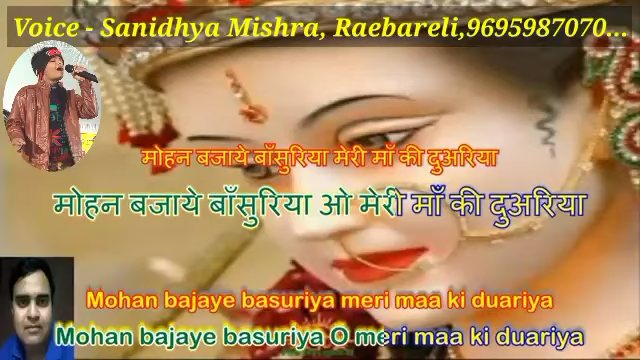 Voice - Sanidhya Mishra, Raebareli,9695987070...
मोहन बजाये बाँसुरिया मेरी माँ की दुअरिया
मोहन बजाये बाँसुरिया ओ मेरी माँ की दुअरिया
Mohan bajaye basuriya meri maa ki duariya
Mohan bajaye basuriya O meri maa ki duariya